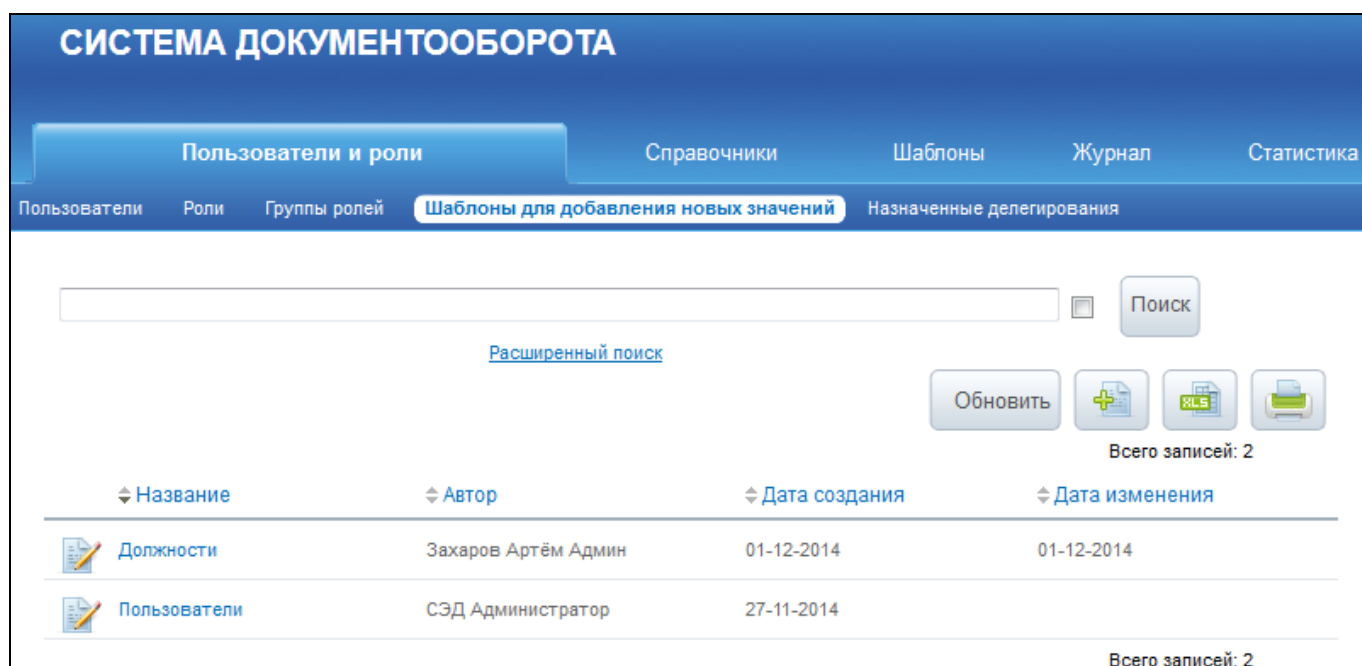 СИСТЕМА ДОКУМЕНТООБОРОТА
Пользователи и роли Справочники Шаблоны Журнал Статистика
Пользователи Роли Группы ролей Шаблоны для добавления новых значений Назначенные делегирования
Поиск
Расширенный поиск
Обновить XLS
Всего записей: 2
Название Автор Дата создания Дата изменения
Должности Захаров Артём Админ 01-12-2014 01-12-2014
Пользователи СЭД Администратор 27-11-2014
Всего записей: 2